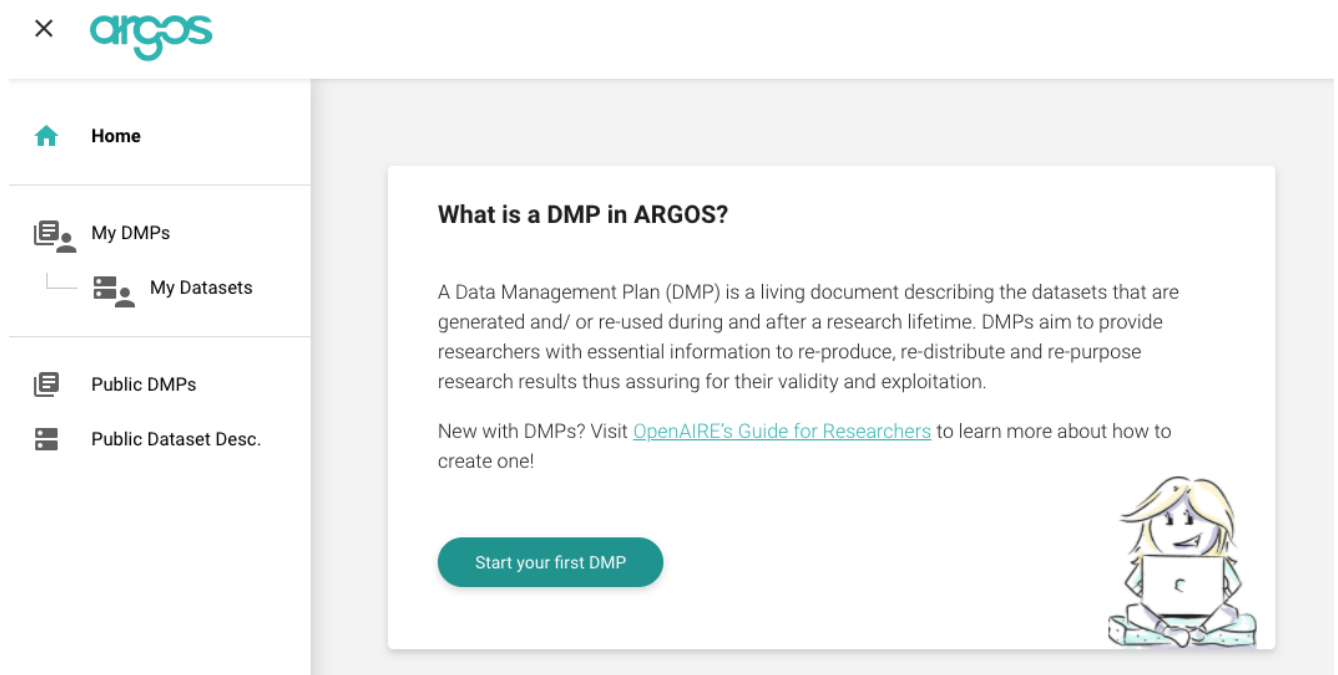 argos
Home
My DMPs
My Datasets
Public DMPs
Public Dataset Desc.
What is a DMP in ARGOS?
A Data Management Plan (DMP) is a living document describing the datasets that are
generated and/ or re-used during and after a research lifetime. DMPs aim to provide
researchers with essential information to re-produce, re-distribute and re-purpose
research results thus assuring for their validity and exploitation.
New with DMPs? Visit OpenAIRE's Guide for Researchers to learn more about how to
create one!
Start your first DMP